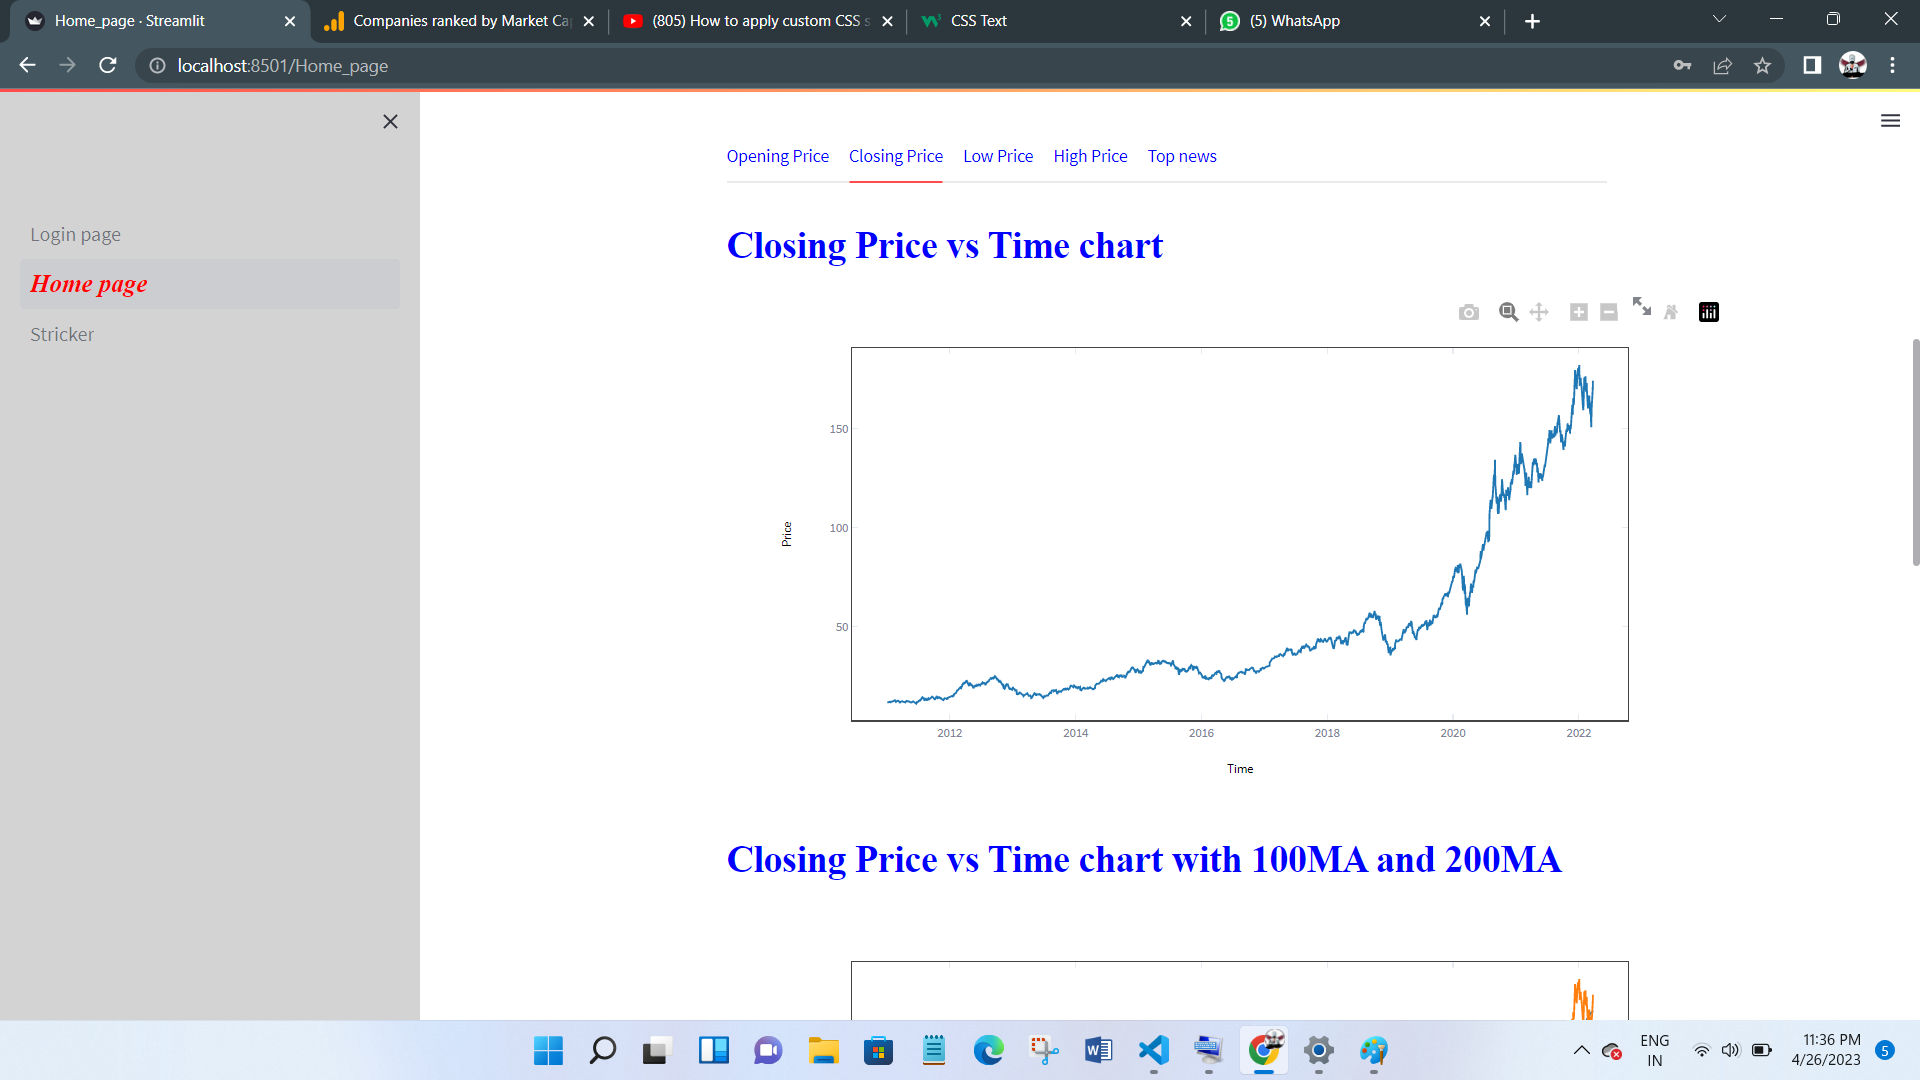 Home_page · Streamlit
Companies ranked by Market Ca
(805) How to apply custom CSS s
CSS Text
(5) WhatsApp
localhost:8501/Home_page
Login page
Home page
Stricker
Opening Price
Closing Price
Low Price
High Price
Top news
Closing Price vs Time chart
150
100
50
Price
2012
2014
2016
2018
2020
2022
Time
Closing Price vs Time chart with 100MA and 200MA
ENG
IN
11:36 PM
4/26/2023
5